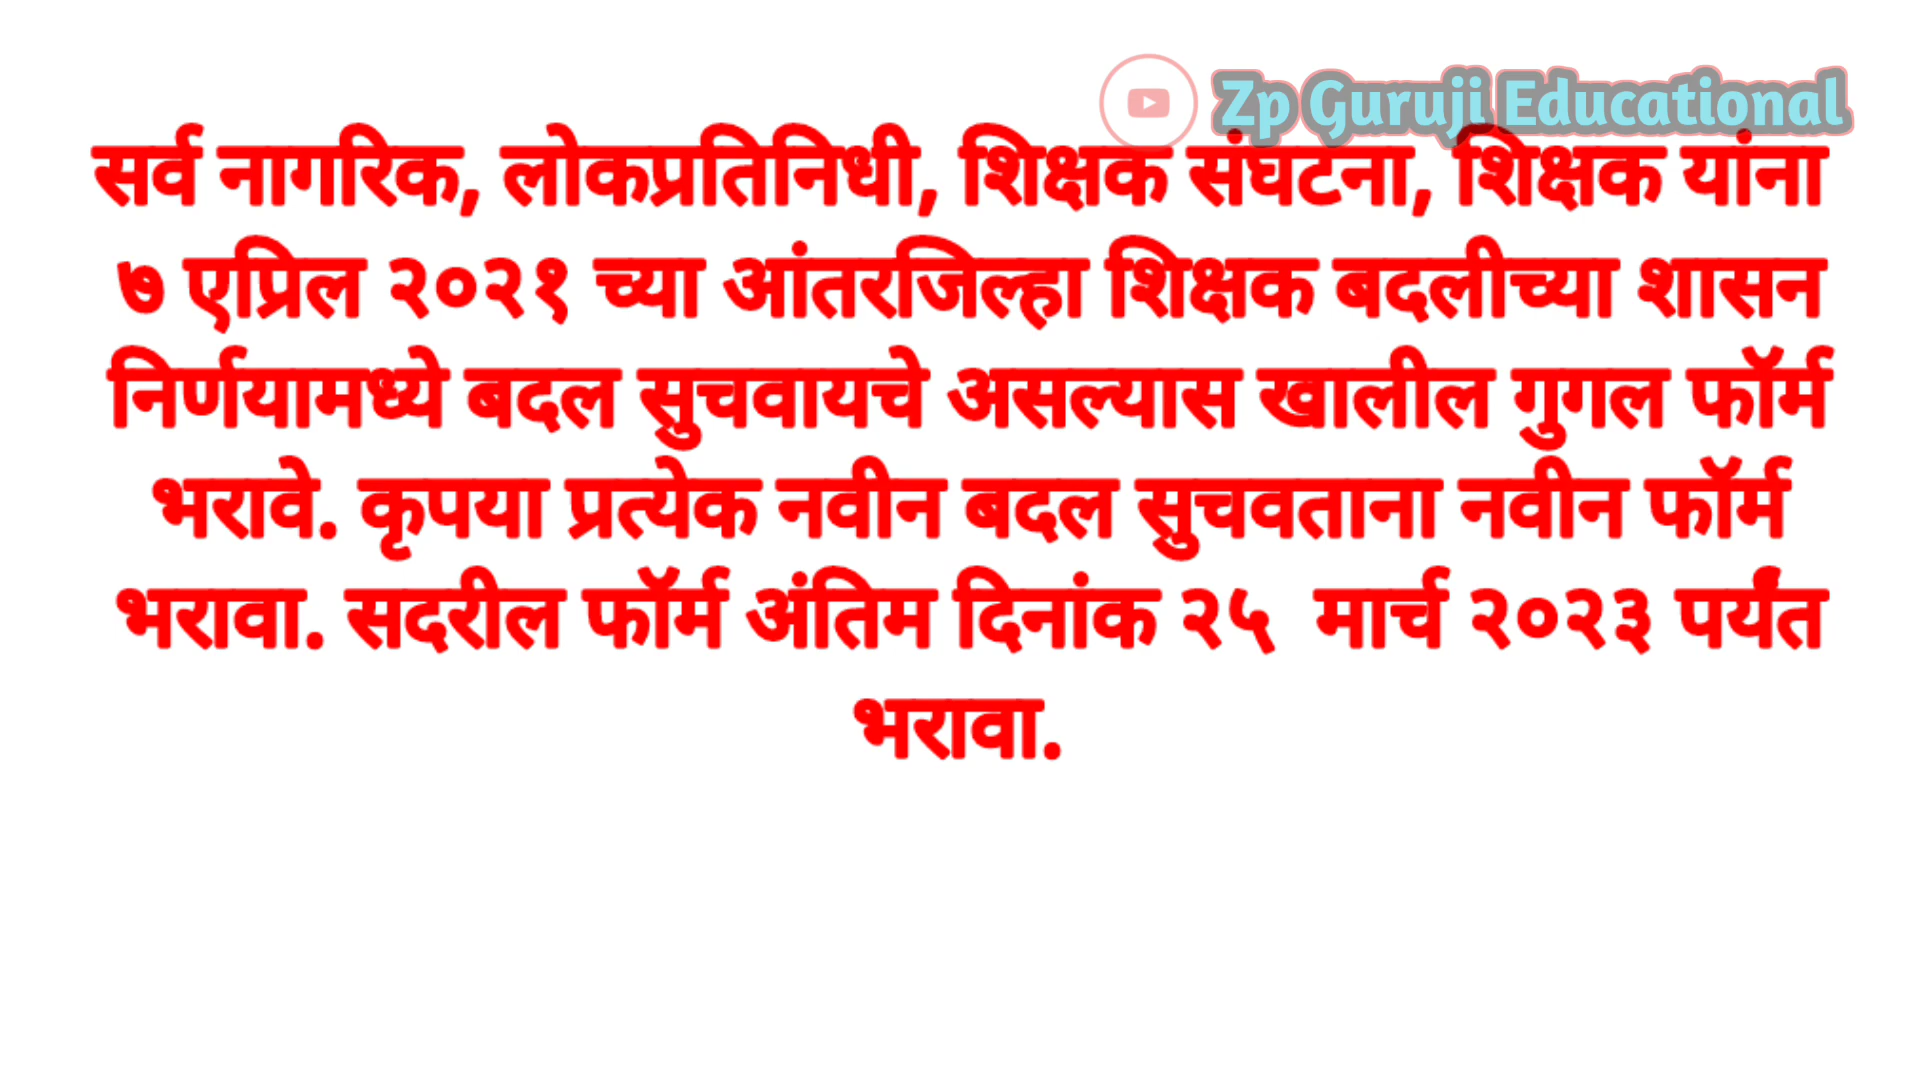 Zp Guruji Educational
सर्व नागरिक, लोकप्रतिनिधी, शिक्षक संघटना, शिक्षक यांना
७ एप्रिल २०२१ च्या आंतरजिल्हा शिक्षक बदलीच्या शासन
निर्णयामध्ये बदल सुचवायचे असल्यास खालील गुगल फॉर्म
भरावे. कृपया प्रत्येक नवीन बदल सुचवताना नवीन फॉर्म
भरावा. सदरील फॉर्म अंतिम दिनांक २५ मार्च २०२३ पर्यंत
भरावा.